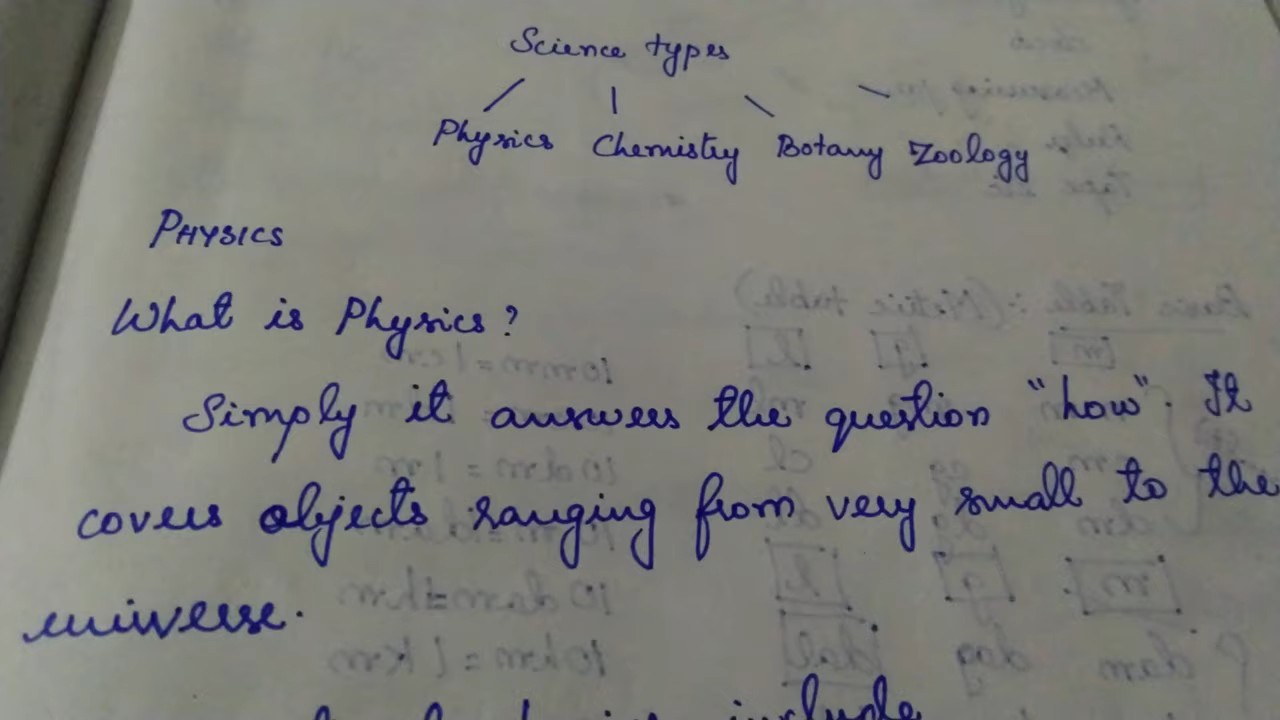 Science types
Physics Chemistry Botany Zoology
PHYSICS
What is Physics?
Simply it answers the question "how". It
covers objects ranging from very small to the
universe.
include